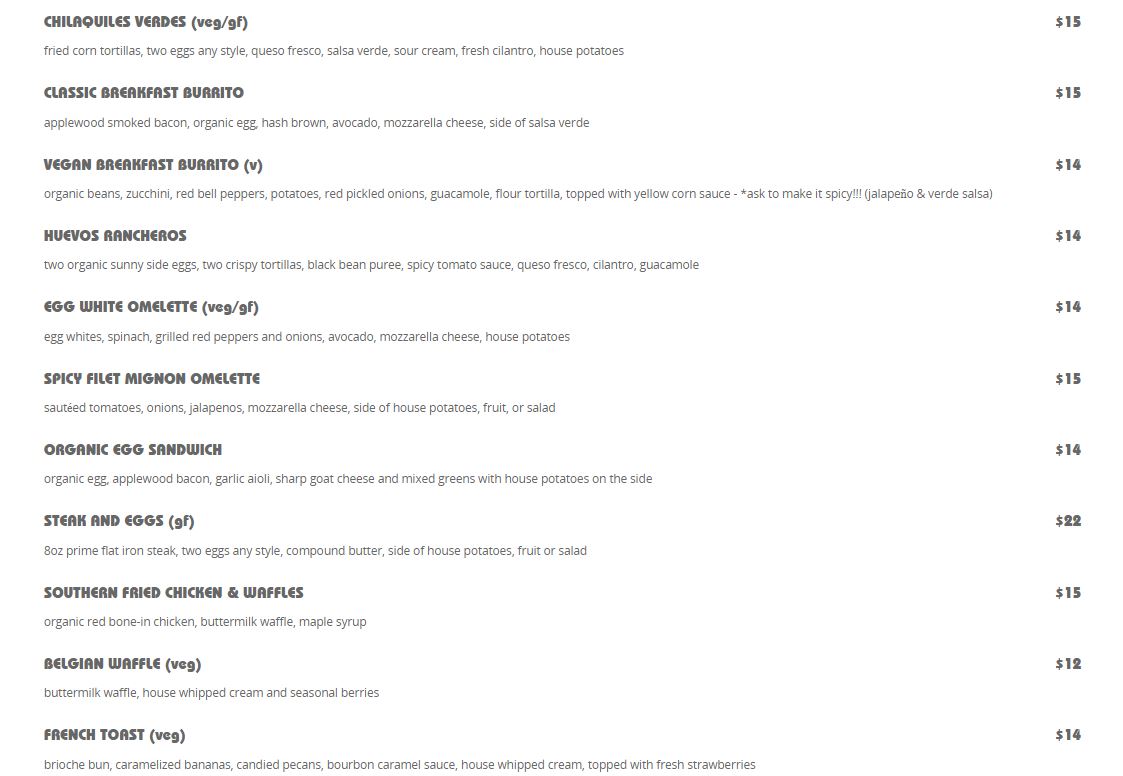 CHILAQUILES VERDES (veg/gf) $15
fried corn tortillas, two eggs any style, queso fresco, salsa verde, sour cream, fresh cilantro, house potatoes
CLASSIC BREAKFAST BURRITO $15
applewood smoked bacon, organic egg, hash brown, avocado, mozzarella cheese, side of salsa verde
VEGAN BREAKFAST BURRITO (v) $14
organic beans, zucchini, red bell peppers, potatoes, red pickled onions, guacamole, flour tortilla, topped with yellow corn sauce - *ask to make it spicy!!! (jalapeño & verde salsa)
HUEVOS RANCHEROS $14
two organic sunny side eggs, two crispy tortillas, black bean puree, spicy tomato sauce, queso fresco, cilantro, guacamole
EGG WHITE OMELETTE (veg/gf) $14
egg whites, spinach, grilled red peppers and onions, avocado, mozzarella cheese, house potatoes
SPICY FILET MIGNON OMELETTE $15
sautéed tomatoes, onions, jalapenos, mozzarella cheese, side of house potatoes, fruit, or salad
ORGANIC EGG SANDWICH $14
organic egg, applewood bacon, garlic aioli, sharp goat cheese and mixed greens with house potatoes on the side
STEAK AND EGGS (gf) $22
8oz prime flat iron steak, two eggs any style, compound butter, side of house potatoes, fruit or salad
SOUTHERN FRIED CHICKEN & WAFFLES $15
organic red bone-in chicken, buttermilk waffle, maple syrup
BELGIAN WAFFLE (veg) $12
buttermilk waffle, house whipped cream and seasonal berries
FRENCH TOAST (veg) $14
brioche bun, caramelized bananas, candied pecans, bourbon caramel sauce, house whipped cream, topped with fresh strawberries